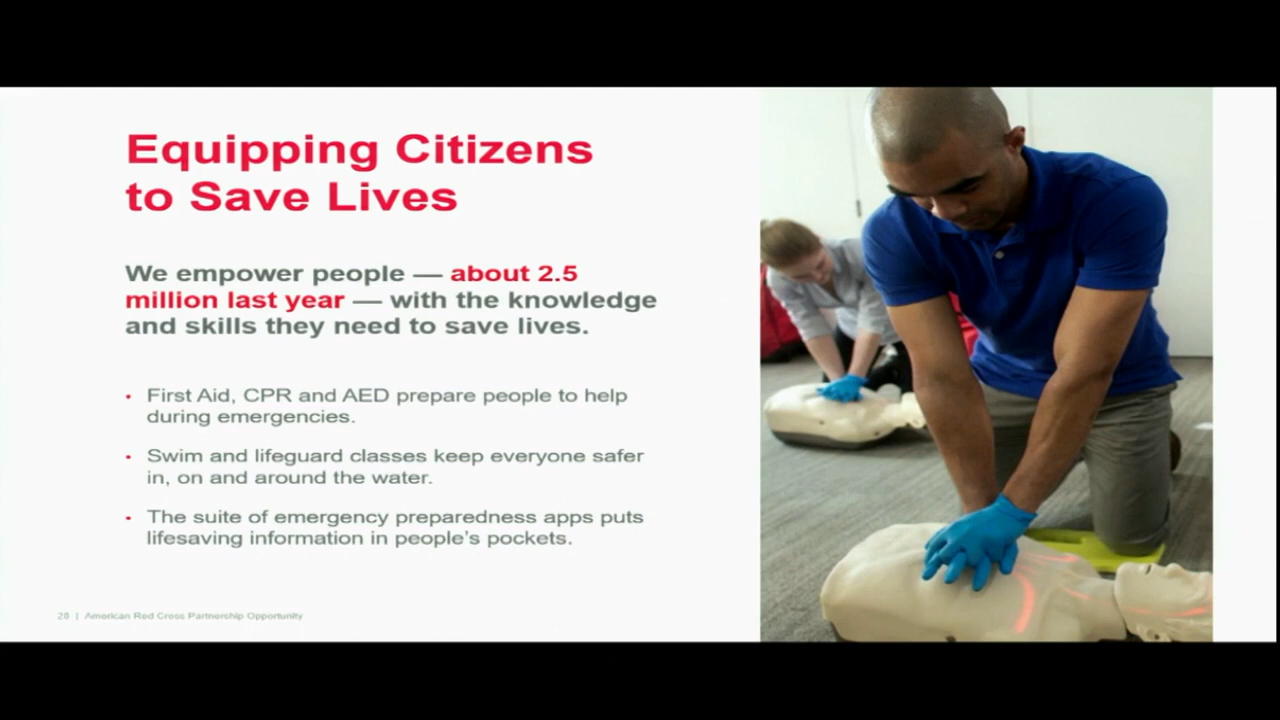 Equipping Citizens
to Save Lives
We empower people — about 2.5
million last year — with the knowledge
and skills they need to save lives.
• First Aid, CPR and AED prepare people to help
during emergencies.
• Swim and lifeguard classes keep everyone safer
in, on and around the water.
• The suite of emergency preparedness apps puts
lifesaving information in people's pockets.
28 | American Red Cross Partnership Opportunity